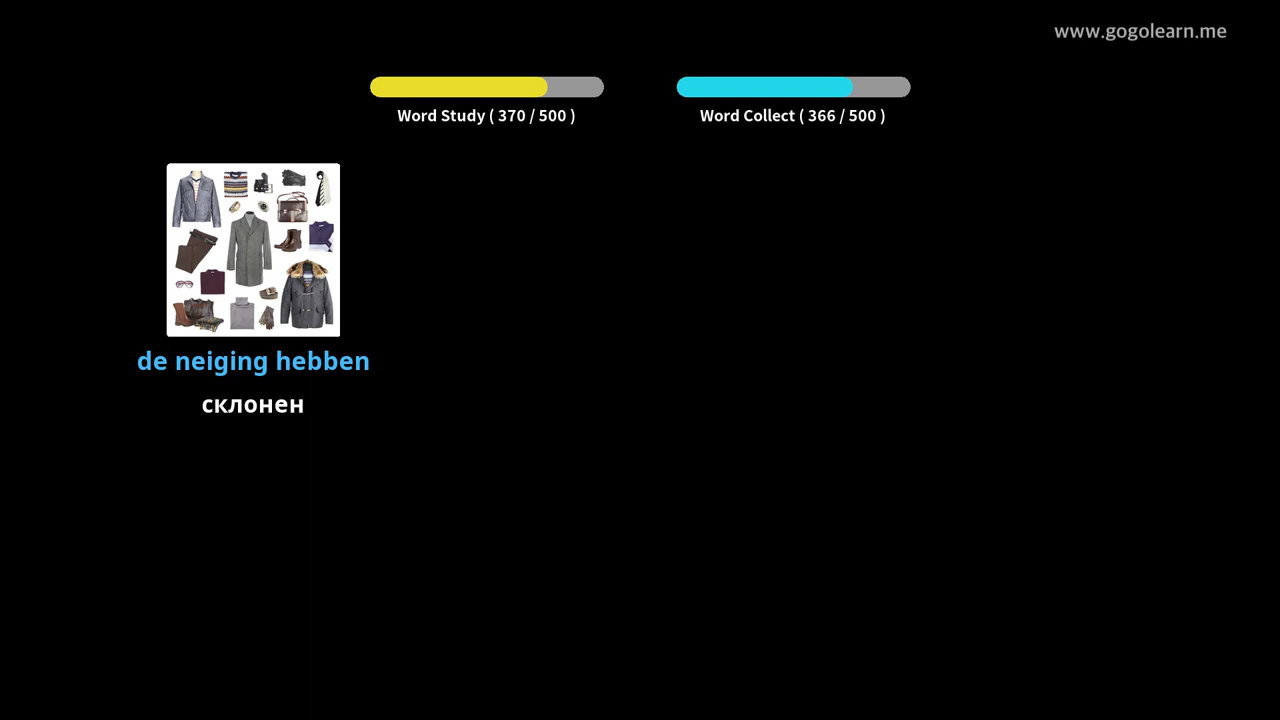 www.gogolearn.me
Word Study ( 370 / 500 )
Word Collect ( 366 / 500 )
de neiging hebben
склонен